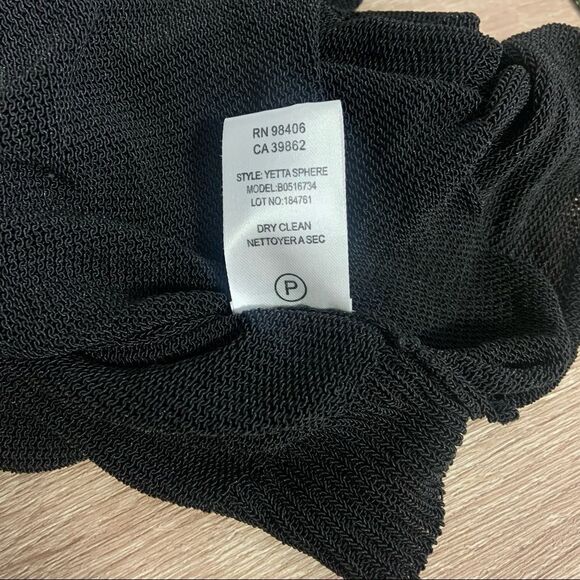 RN 98406
CA 39862
STYLE: YETTA SPHERE
MODEL:B0516734
LOT NO:184761
DRY CLEAN
NETTOYER A SEC
P